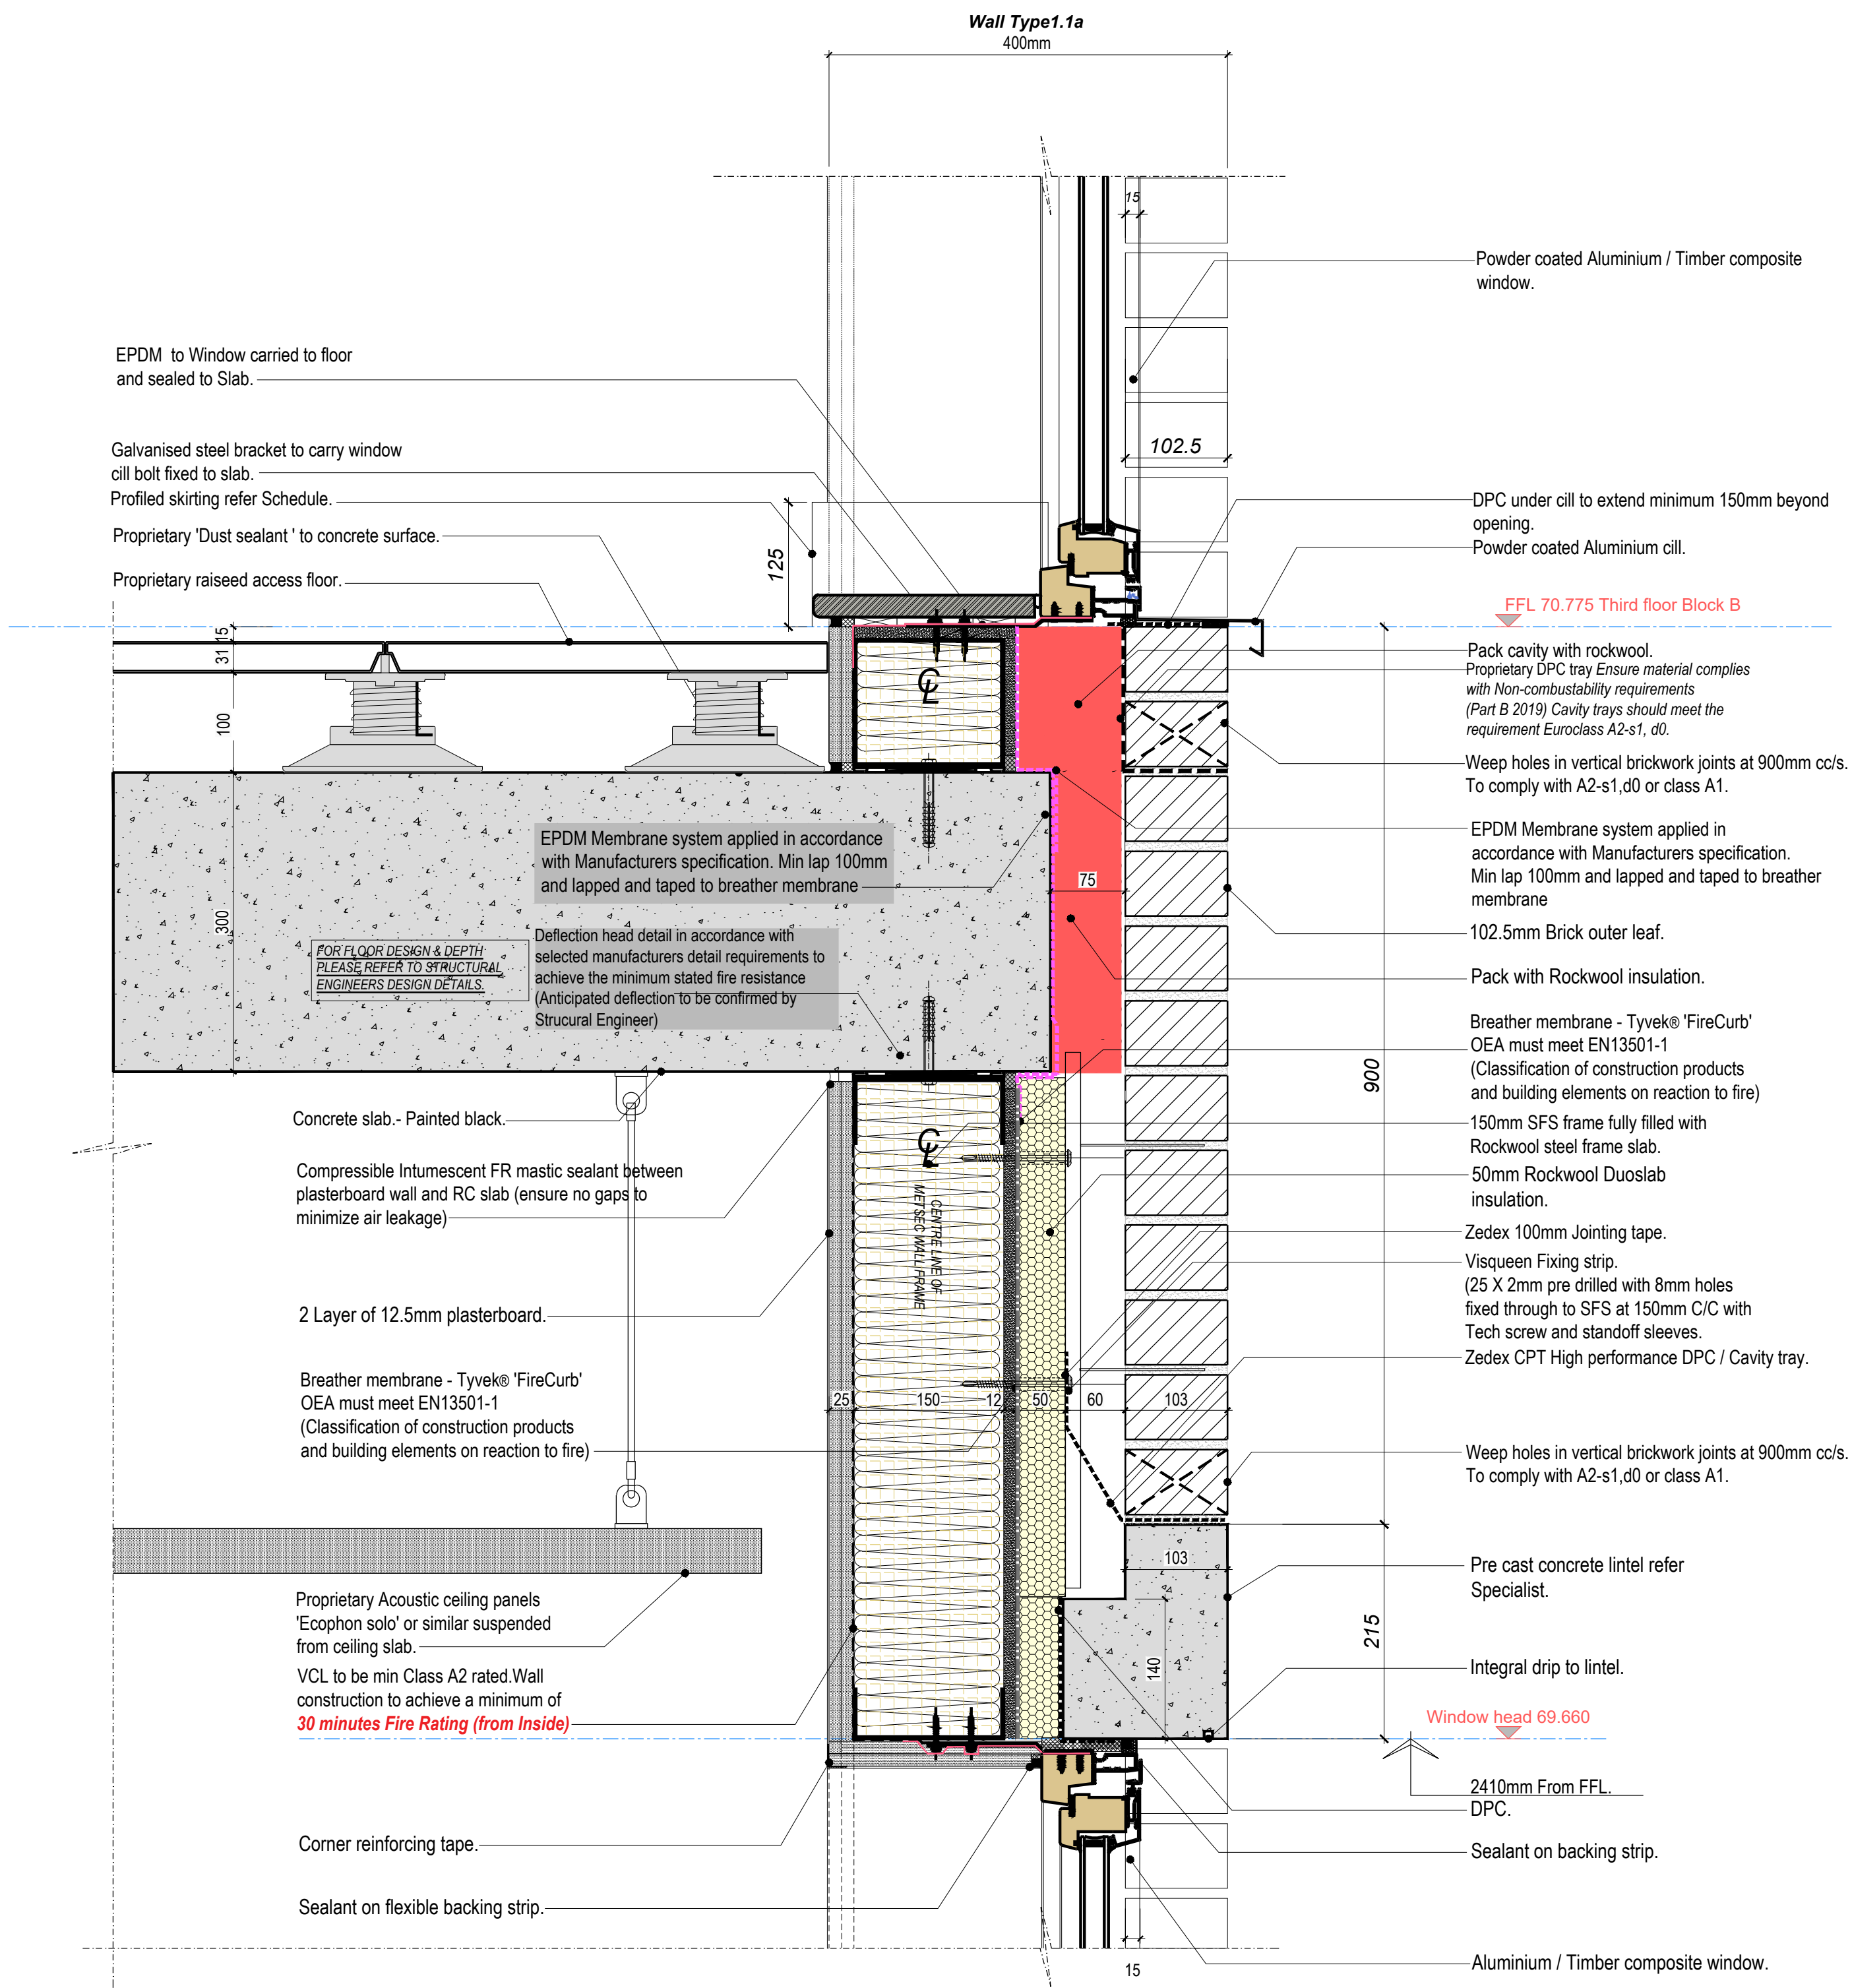 Wall Type1.1a
400mm
15
Powder coated Aluminium / Timber composite
window.
EPDM to Window carried to floor
and sealed to Slab.
102.5
Galvanised steel bracket to carry window
cill bolt fixed to slab.
Profiled skirting refer Schedule.
Proprietary 'Dust sealant ' to concrete surface.
Proprietary raiseed access floor.
125
DPC under cill to extend minimum 150mm beyond
opening.
Powder coated Aluminium cill.
FFL 70.775 Third floor Block B
15
31
100
300
CL
Pack cavity with rockwool.
Proprietary DPC tray Ensure material complies
with Non-combustability requirements
(Part B 2019) Cavity trays should meet the
requirement Euroclass A2-s1, d0.
Weep holes in vertical brickwork joints at 900mm cc/s.
To comply with A2-s1,d0 or class A1.
EPDM Membrane system applied in accordance
with Manufacturers specification. Min lap 100mm
and lapped and taped to breather membrane
75
EPDM Membrane system applied in
accordance with Manufacturers specification.
Min lap 100mm and lapped and taped to breather
membrane
102.5mm Brick outer leaf.
FOR FLOOR DESIGN & DEPTH
PLEASE REFER TO STRUCTURAL
ENGINEERS DESIGN DETAILS.
Deflection head detail in accordance with
selected manufacturers detail requirements to
achieve the minimum stated fire resistance
(Anticipated deflection to be confirmed by
Strucural Engineer)
Pack with Rockwool insulation.
Breather membrane - Tyvek® 'FireCurb'
OEA must meet EN13501-1
(Classification of construction products
and building elements on reaction to fire)
900
Concrete slab.- Painted black.
150mm SFS frame fully filled with
Rockwool steel frame slab.
CL
CENTRE LINE OF
METSEC WALL FRAME
Compressible Intumescent FR mastic sealant between
plasterboard wall and RC slab (ensure no gaps to
minimize air leakage)
50mm Rockwool Duoslab
insulation.
Zedex 100mm Jointing tape.
Visqueen Fixing strip.
(25 X 2mm pre drilled with 8mm holes
fixed through to SFS at 150mm C/C with
Tech screw and standoff sleeves.
Zedex CPT High performance DPC / Cavity tray.
2 Layer of 12.5mm plasterboard.
Breather membrane - Tyvek® 'FireCurb'
OEA must meet EN13501-1
(Classification of construction products
and building elements on reaction to fire)
25
150
12
50
60
103
Weep holes in vertical brickwork joints at 900mm cc/s.
To comply with A2-s1,d0 or class A1.
103
Pre cast concrete lintel refer
Specialist.
215
140
Proprietary Acoustic ceiling panels
'Ecophon solo' or similar suspended
from ceiling slab.
VCL to be min Class A2 rated.Wall
construction to achieve a minimum of
30 minutes Fire Rating (from Inside)
Integral drip to lintel.
Window head 69.660
2410mm From FFL.
DPC.
Corner reinforcing tape.
Sealant on backing strip.
Sealant on flexible backing strip.
Aluminium / Timber composite window.
15